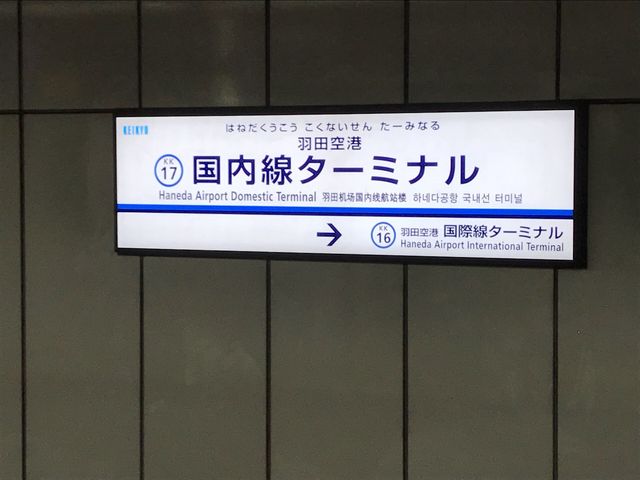 KEIKYU
はねだくうこう こくないせん たーみなる
羽田空港
KK
17
国内線ターミナル
Haneda Airport Domestic Terminal 羽田机场国内线航站楼 하네다공항 국내선 터미널
→
KK
16
羽田空港 国際線ターミナル
Haneda Airport International Terminal